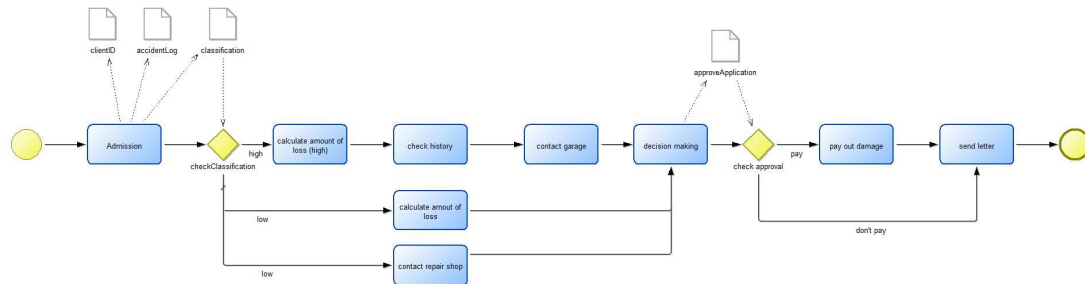 clientID
accidentLog
classification
approveApplication
Admission
checkClassification
high
calculate amount of
loss (high)
check history
contact garage
decision making
check approval
pay
pay out damage
send letter
low
calculate amout of
loss
don't pay
low
contact repair shop